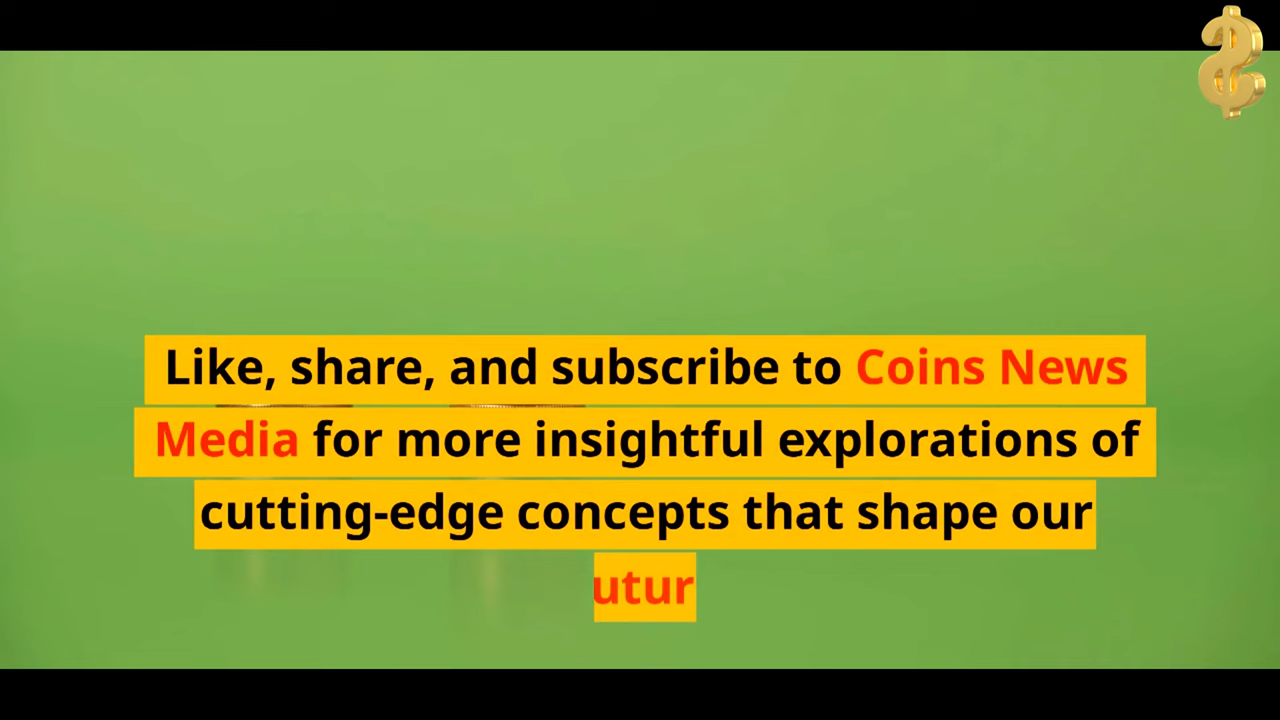 Like, share, and subscribe to Coins News
Media for more insightful explorations of
cutting-edge concepts that shape our
utur